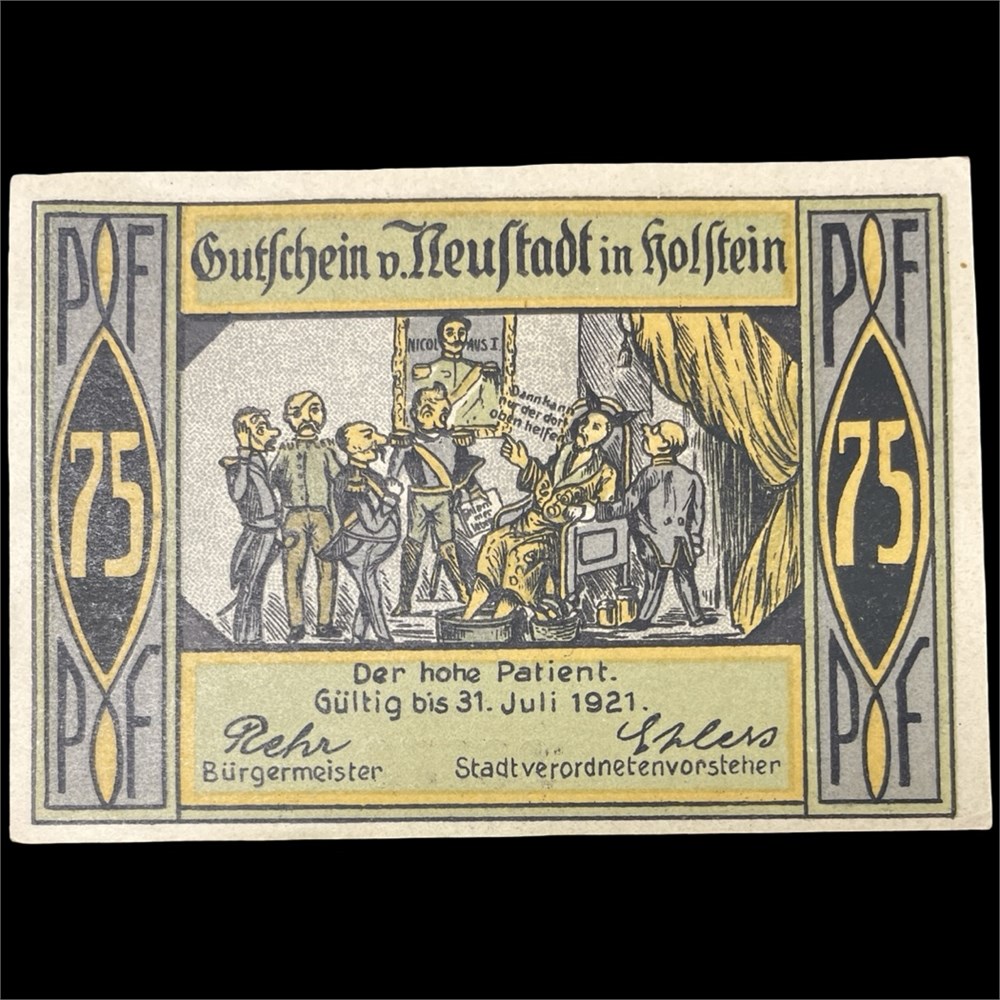 PF
PF
Gutschein v. Neustadt in Holstein
NICOLAUS I.
Dann kann
nur der dort
oben helfen
75
75
Der hohe Patient.
Gültig bis 31. Juli 1921.
Rehr
Ehlers
Bürgermeister
Stadtverordnetenvorsteher
PF
PF